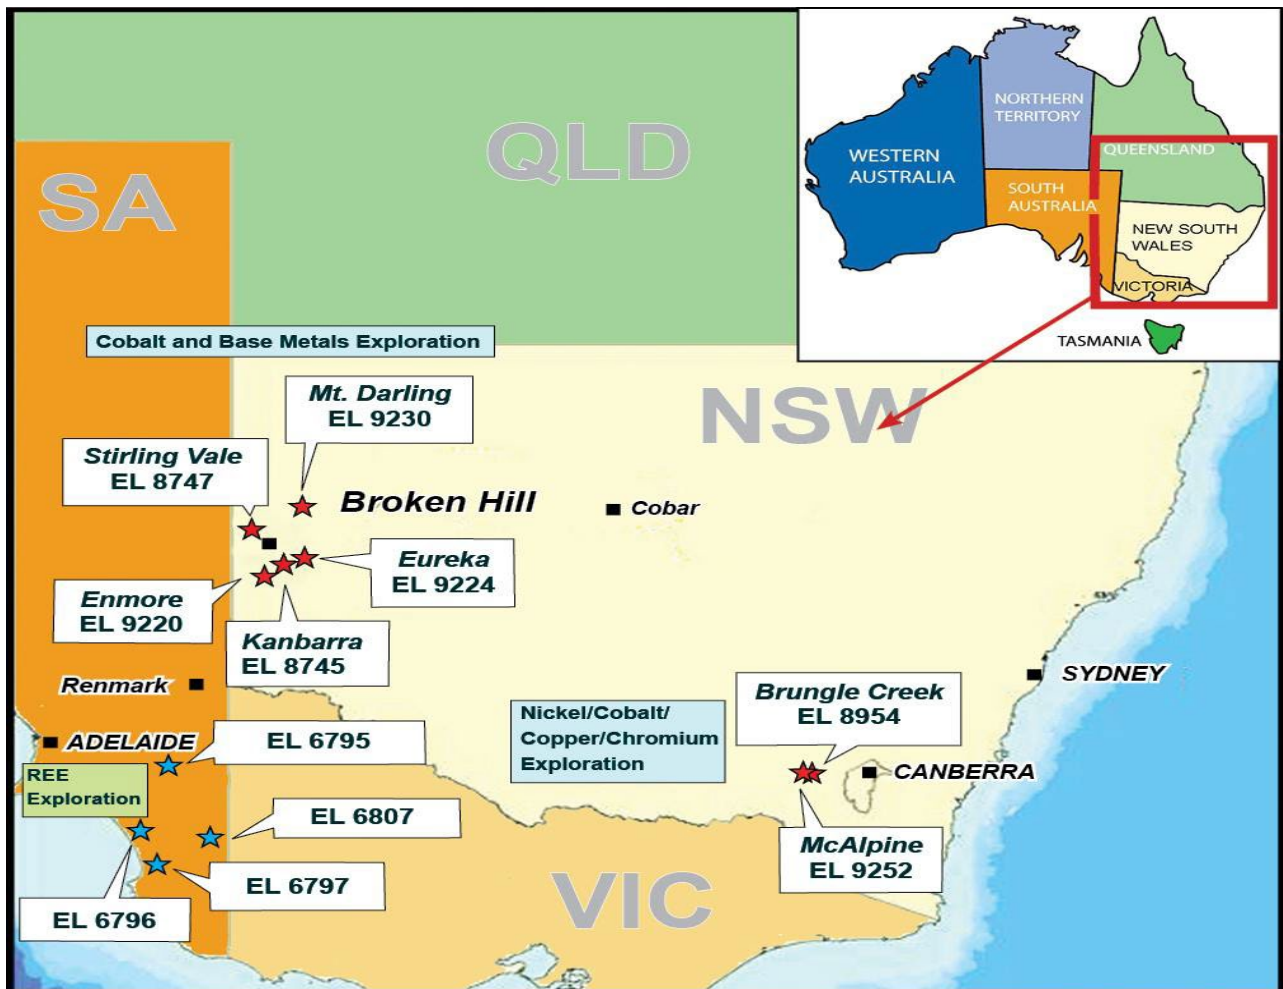 QLD
SA
NORTHERN
TERRITORY
WESTERN
AUSTRALIA
QUEENSLAND
SOUTH
AUSTRALIA
NEW SOUTH
WALES
VICTORIA
TASMANIA
Cobalt and Base Metals Exploration
Mt. Darling
EL 9230
NSW
Stirling Vale
EL 8747
Broken Hill
Cobar
Eureka
EL 9224
Enmore
EL 9220
Kanbarra
EL 8745
Renmark
SYDNEY
Brungle Creek
EL 8954
Nickel/Cobalt/
Copper/Chromium
Exploration
ADELAIDE
EL 6795
REE
Exploration
CANBERRA
EL 6807
McAlpine
EL 9252
EL 6797
VIC
EL 6796